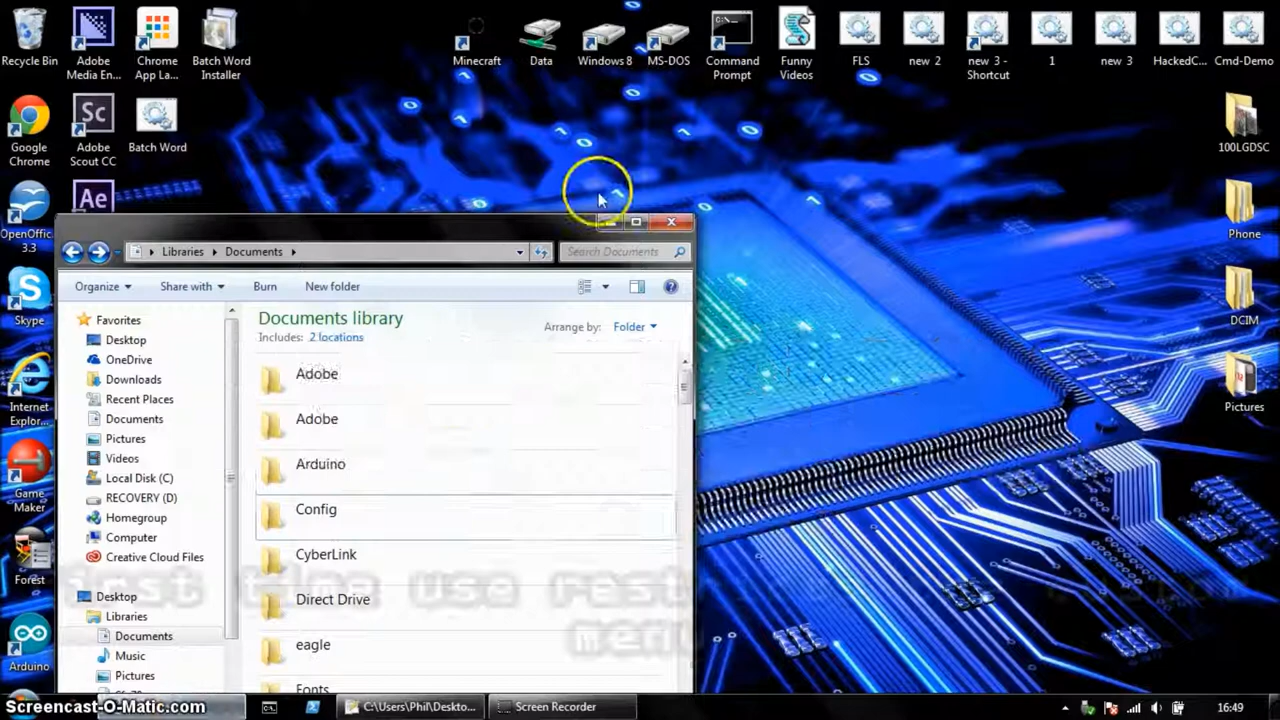 Recycle Bin
Adobe Media En...
Chrome App La...
Batch Word Installer
Minecraft
Data
Windows 8
MS-DOS
Command Prompt
Funny Videos
FLS
new 2
new 3 - Shortcut
1
new 3
HackedC...
Cmd-Demo
Google Chrome
Sc
Adobe Scout CC
Batch Word
100LGDSC
OpenOffic... 3.3
Ae
Phone
Skype
DCIM
Internet Explor...
Pictures
Game Maker
Forest
Arduino
Libraries
Documents
Search Documents
Organize
Share with
Burn
New folder
Favorites
Desktop
OneDrive
Downloads
Recent Places
Documents
Pictures
Videos
Local Disk (C)
RECOVERY (D)
Homegroup
Computer
Creative Cloud Files
Desktop
Libraries
Documents
Music
Pictures
Documents library
Includes: 2 locations
Arrange by: Folder
Adobe
Adobe
Arduino
Config
CyberLink
Direct Drive
eagle
Fonts
menu
Screencast-O-Matic.com
C:\Users\Phil\Deskto...
Screen Recorder
16:49